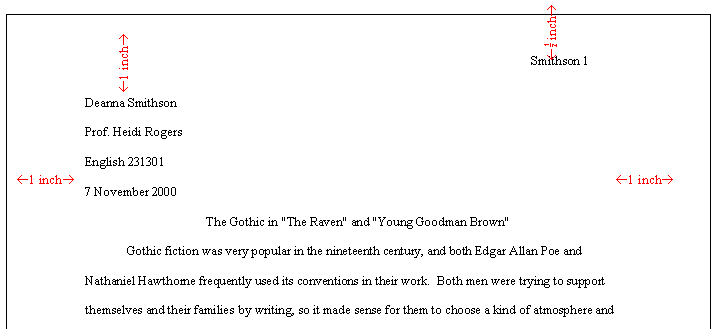 ½
Smithson 1
←1 inch→
Deanna Smithson
Prof. Heidi Rogers
English 231301
←1 inch→ ←1 inch→
7 November 2000
The Gothic in "The Raven" and "Young Goodman Brown"
Gothic fiction was very popular in the nineteenth century, and both Edgar Allan Poe and
Nathaniel Hawthorne frequently used its conventions in their work. Both men were trying to support
themselves and their families by writing, so it made sense for them to choose a kind of atmosphere and